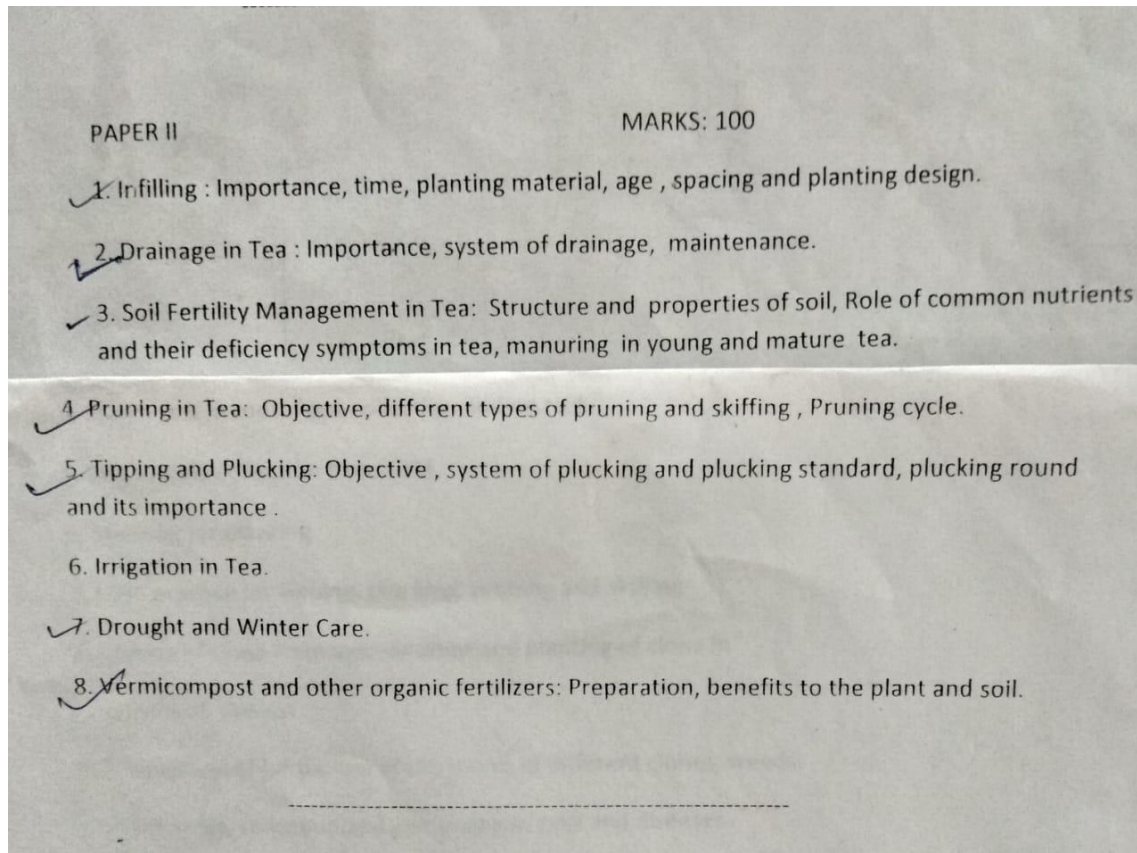 PAPER II MARKS: 100
1. Infilling : Importance, time, planting material, age , spacing and planting design.
2. Drainage in Tea : Importance, system of drainage, maintenance.
3. Soil Fertility Management in Tea: Structure and properties of soil, Role of common nutrients
and their deficiency symptoms in tea, manuring in young and mature tea.
4 Pruning in Tea: Objective, different types of pruning and skiffing , Pruning cycle.
5. Tipping and Plucking: Objective , system of plucking and plucking standard, plucking round
and its importance .
6. Irrigation in Tea.
7. Drought and Winter Care.
8. Vermicompost and other organic fertilizers: Preparation, benefits to the plant and soil.